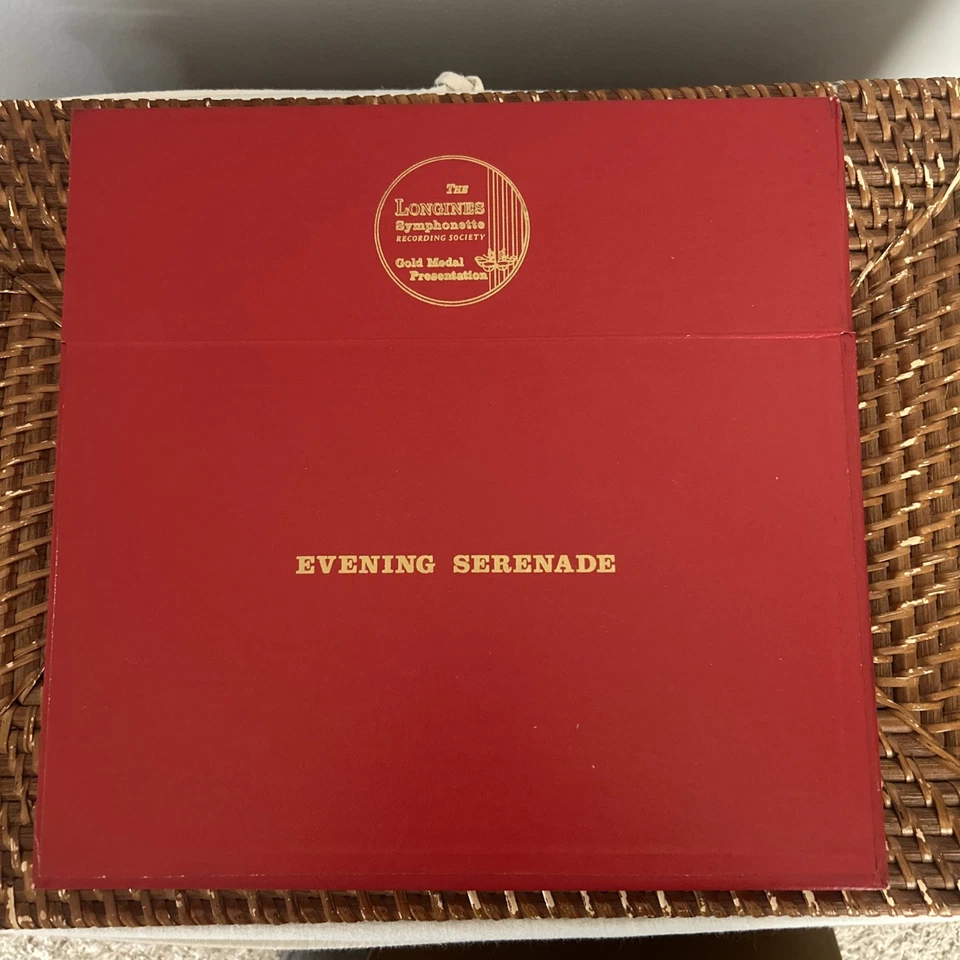 THE
LONGINES
Symphonette
RECORDING SOCIETY
Gold Medal
Presentation
EVENING SERENADE